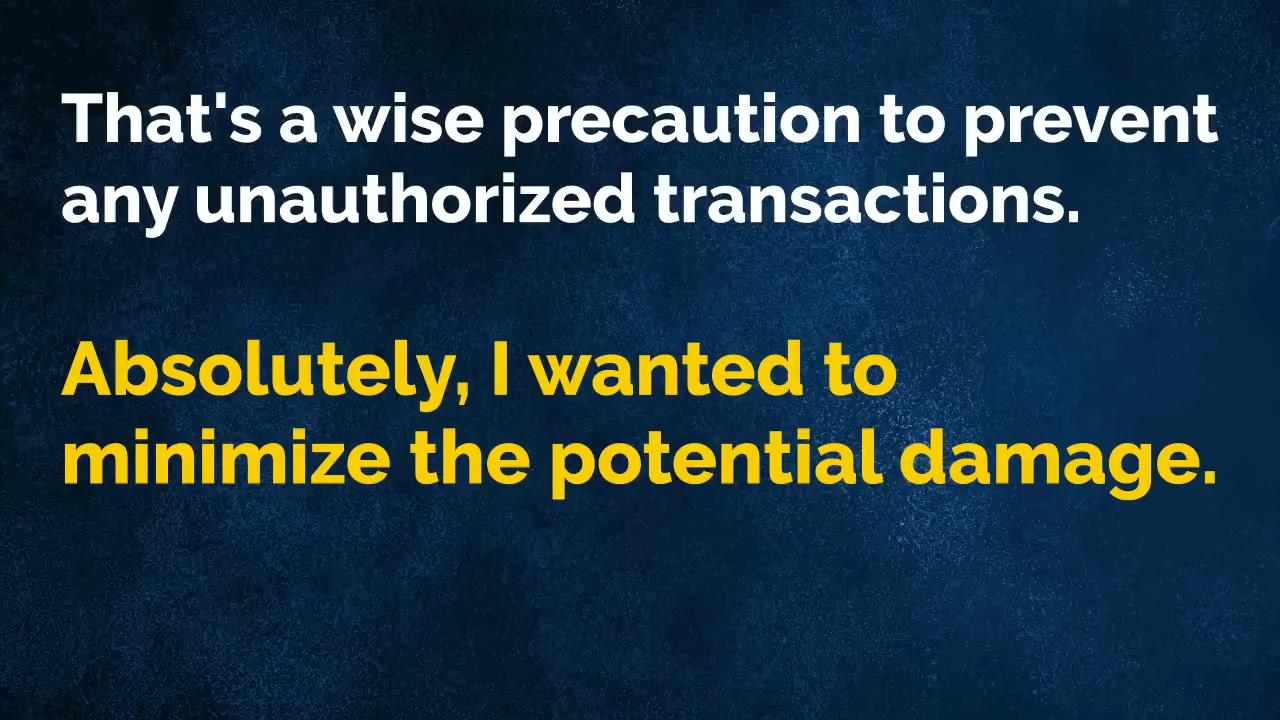 That's a wise precaution to prevent
any unauthorized transactions.
Absolutely, I wanted to
minimize the potential damage.